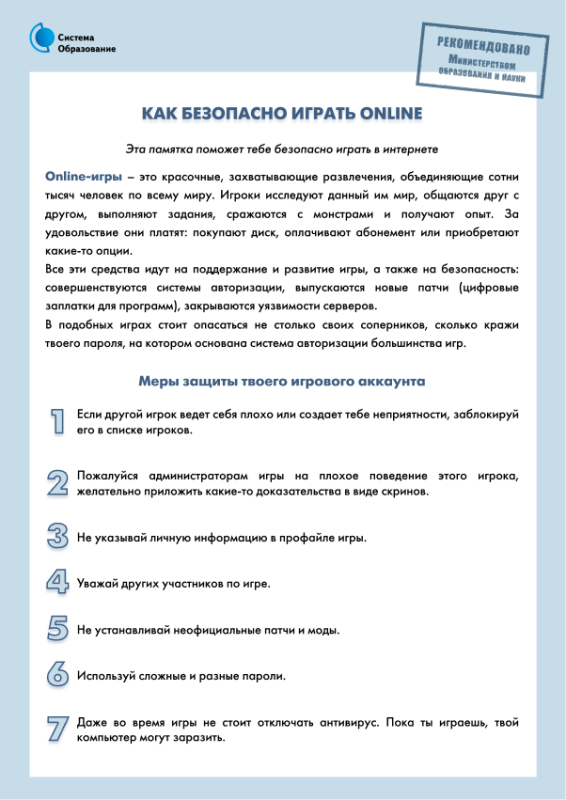 Система
Образование
РЕКОМЕНДОВАНО
Министерством
образования и науки
КАК БЕЗОПАСНО ИГРАТЬ ONLINE
Эта памятка поможет тебе безопасно играть в интернете
Online-игры – это красочные, захватывающие развлечения, объединяющие сотни
тысяч человек по всему миру. Игроки исследуют данный им мир, общаются друг с
другом, выполняют задания, сражаются с монстрами и получают опыт. За
удовольствие они платят: покупают диск, оплачивают абонемент или приобретают
какие-то опции.
Все эти средства идут на поддержание и развитие игры, а также на безопасность:
совершенствуются системы авторизации, выпускаются новые патчи (цифровые
заплатки для программ), закрываются уязвимости серверов.
В подобных играх стоит опасаться не столько своих соперников, сколько кражи
твоего пароля, на котором основана система авторизации большинства игр.
Меры защиты твоего игрового аккаунта
1 Если другой игрок ведет себя плохо или создает тебе неприятности, заблокируй
его в списке игроков.
2 Пожалуйся администраторам игры на плохое поведение этого игрока,
желательно приложить какие-то доказательства в виде скринов.
3 Не указывай личную информацию в профайле игры.
4 Уважай других участников по игре.
5 Не устанавливай неофициальные патчи и моды.
6 Используй сложные и разные пароли.
7 Даже во время игры не стоит отключать антивирус. Пока ты играешь, твой
компьютер могут заразить.